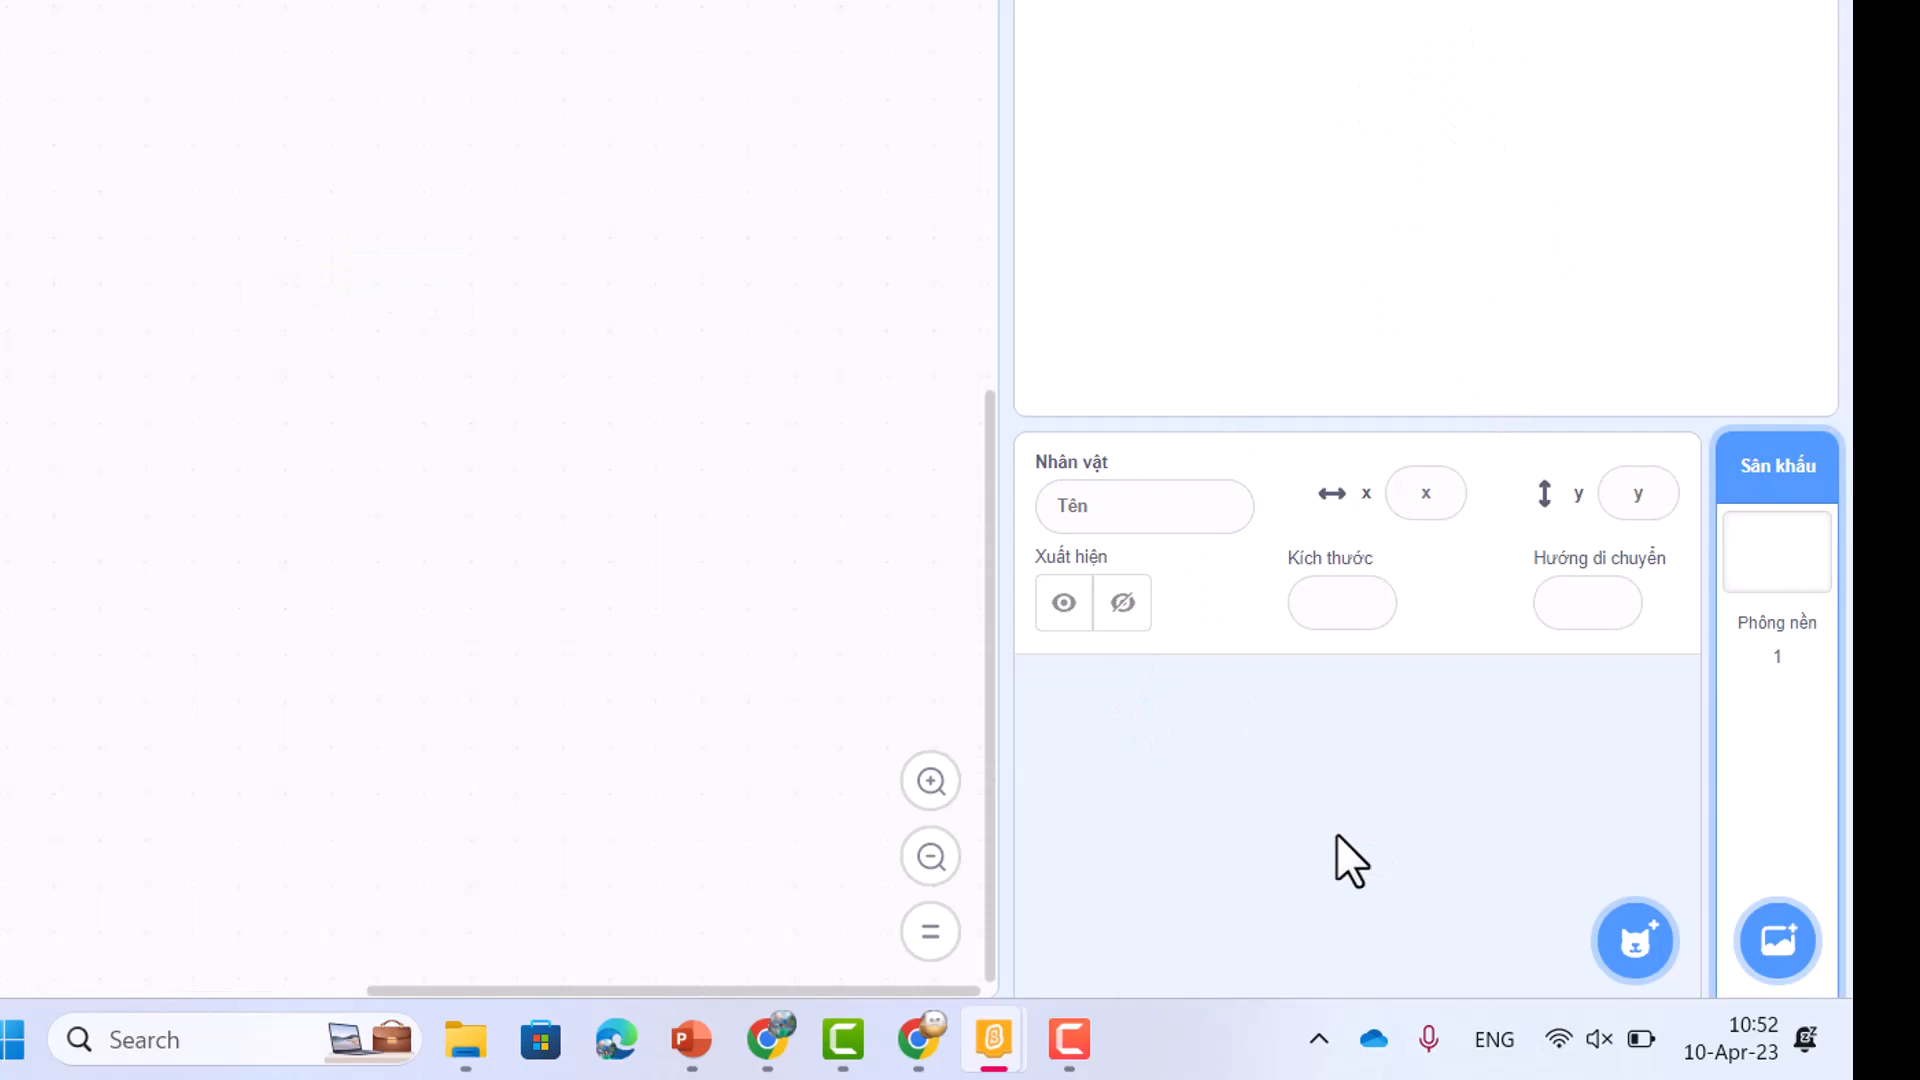 Nhân vật
Tên
x
x
y
y
Xuất hiện
Kích thước
Hướng di chuyển
Sân khấu
Phông nền
1
Search
P
ENG
10:52
10-Apr-23